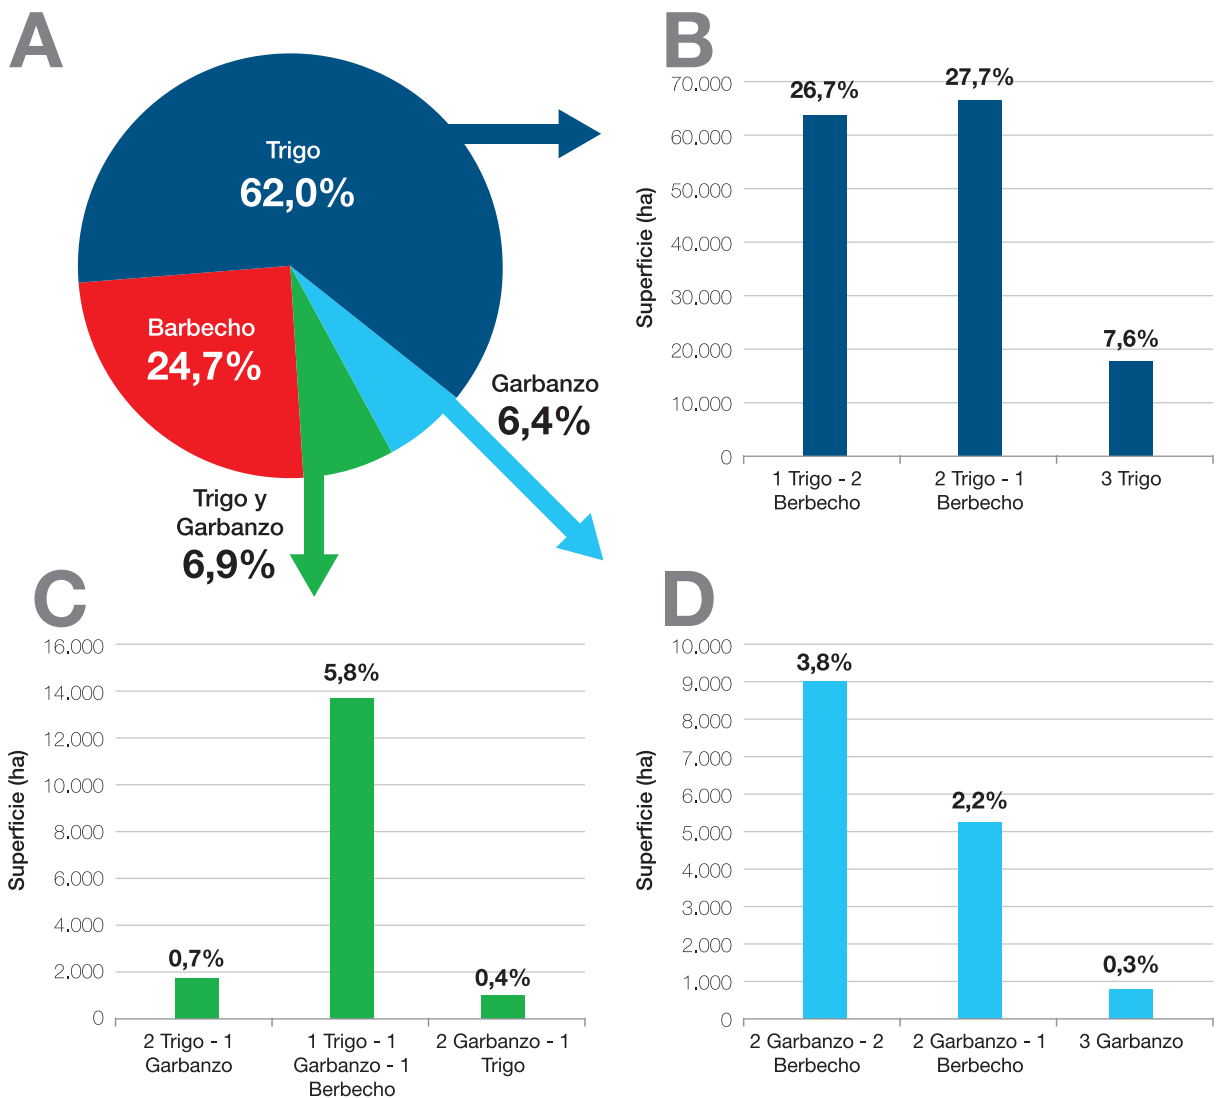 A
Trigo
62,0%
Barbecho
24,7%
Garbanzo
6,4%
Trigo y
Garbanzo
6,9%
B
Superficie (ha)
70.000
60.000
50.000
40.000
30.000
20.000
10.000
0
26,7%
27,7%
7,6%
1 Trigo - 2
Berbecho
2 Trigo - 1
Berbecho
3 Trigo
C
Superficie (ha)
16.000
14.000
12.000
10.000
8.000
6.000
4.000
2.000
0
0,7%
5,8%
0,4%
2 Trigo - 1
Garbanzo
1 Trigo - 1
Garbanzo - 1
Berbecho
2 Garbanzo - 1
Trigo
D
Superficie (ha)
10.000
9.000
8.000
7.000
6.000
5.000
4.000
3.000
2.000
1.000
0
3,8%
2,2%
0,3%
2 Garbanzo - 2
Berbecho
2 Garbanzo - 1
Berbecho
3 Garbanzo